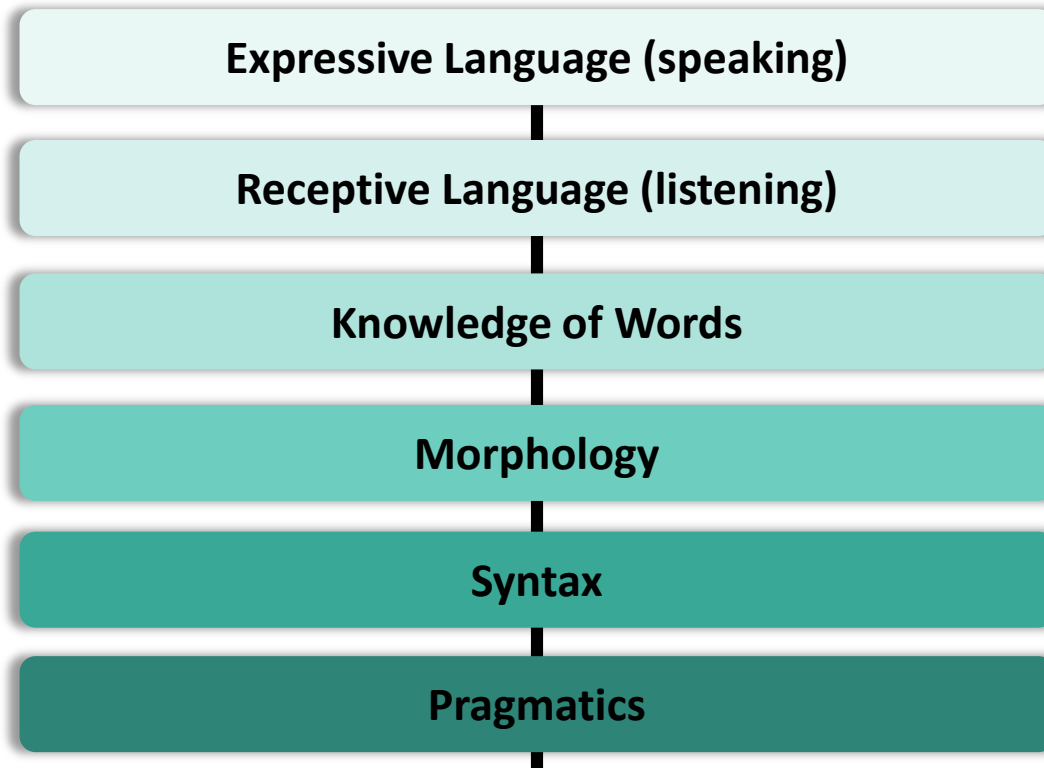 Expressive Language (speaking)
Receptive Language (listening)
Knowledge of Words
Morphology
Syntax
Pragmatics